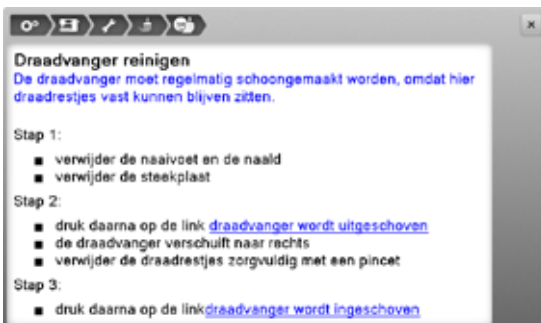 Draadvanger reinigen
De draadvanger moet regelmatig schoongemaakt worden, omdat hier
draadrestjes vast kunnen blijven zitten.
Stap 1:
■ verwijder de naaivoet en de naald
■ verwijder de steekplaat
Stap 2:
■ druk daarna op de link draadvanger wordt uitgeschoven
■ de draadvanger verschuift naar rechts
■ verwijder de draadrestjes zorgvuldig met een pincet
Stap 3:
■ druk daarna op de linkdraadvanger wordt ingeschoven